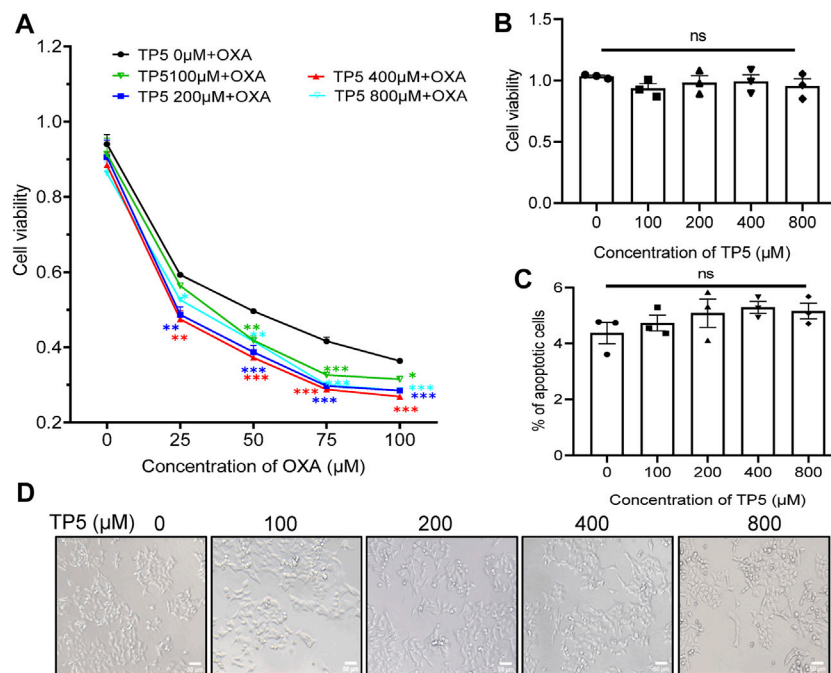 A
TP5 0μM+OXA
TP5100μM+OXA
TP5 200μM+OXA
TP5 400μM+OXA
TP5 800μM+OXA
Cell viability
1.2
1.0
0.8
0.6
0.4
0.2
*
** **
** **
*** ***
*** *** *** ***
* *** *** ***
0 25 50 75 100
Concentration of OXA (μM)
B
ns
Cell viability
1.5
1.0
0.5
0.0
0 100 200 400 800
Concentration of TP5 (μM)
C
ns
% of apoptotic cells
6
4
2
0
0 100 200 400 800
Concentration of TP5 (μM)
D
TP5 (μM) 0 100 200 400 800